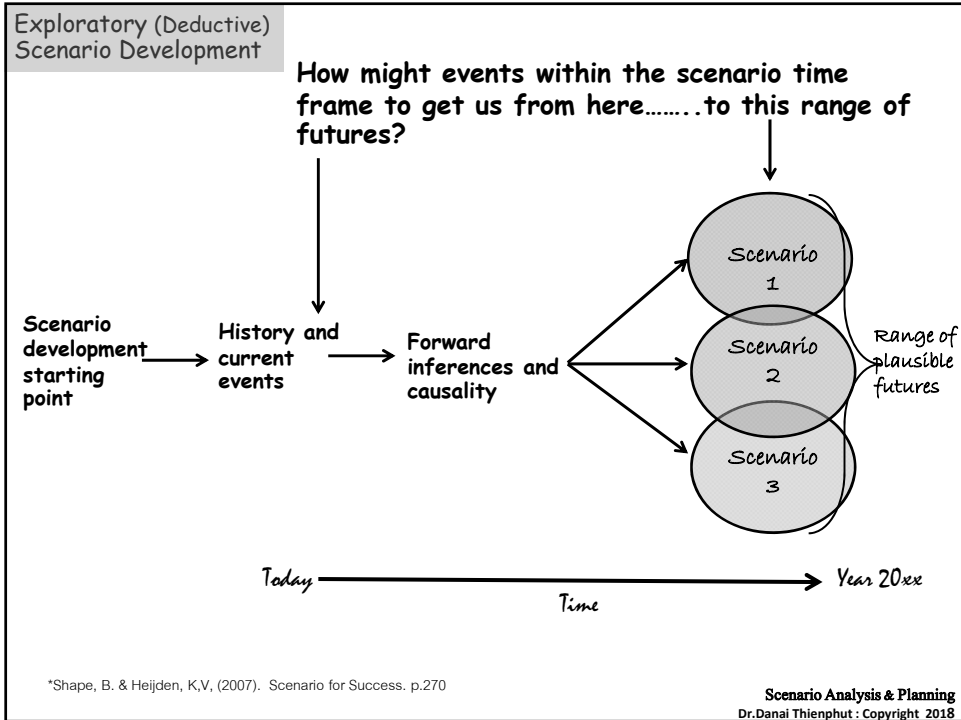 Exploratory (Deductive)
Scenario Development
How might events within the scenario time
frame to get us from here........to this range of
futures?
Scenario
development
starting
point
History and
current
events
Forward
inferences and
causality
Scenario
1
Scenario
2
Scenario
3
Range of
plausible
futures
Today
Time
Year 20xx
*Shape, B. & Heijden, K,V, (2007). Scenario for Success. p.270
Scenario Analysis & Planning
Dr.Danai Thienphut : Copyright 2018